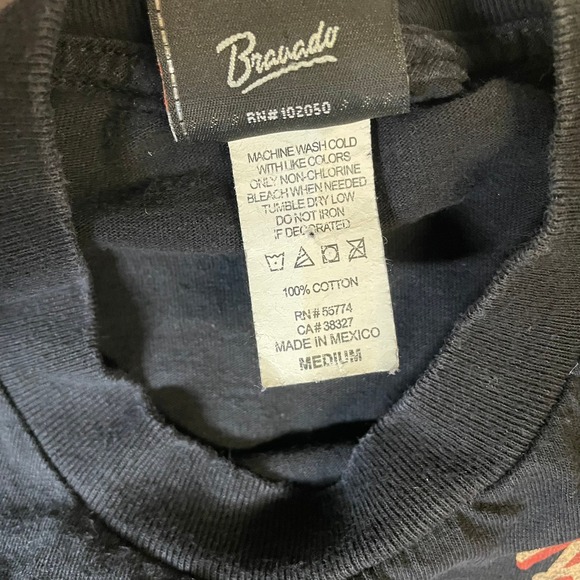 Bravado
RN# 102050
MACHINE WASH COLD
WITH LIKE COLORS
ONLY NON-CHLORINE
BLEACH WHEN NEEDED
TUMBLE DRY LOW
DO NOT IRON
IF DECORATED
100% COTTON
RN # 55774
CA# 38327
MADE IN MEXICO
MEDIUM